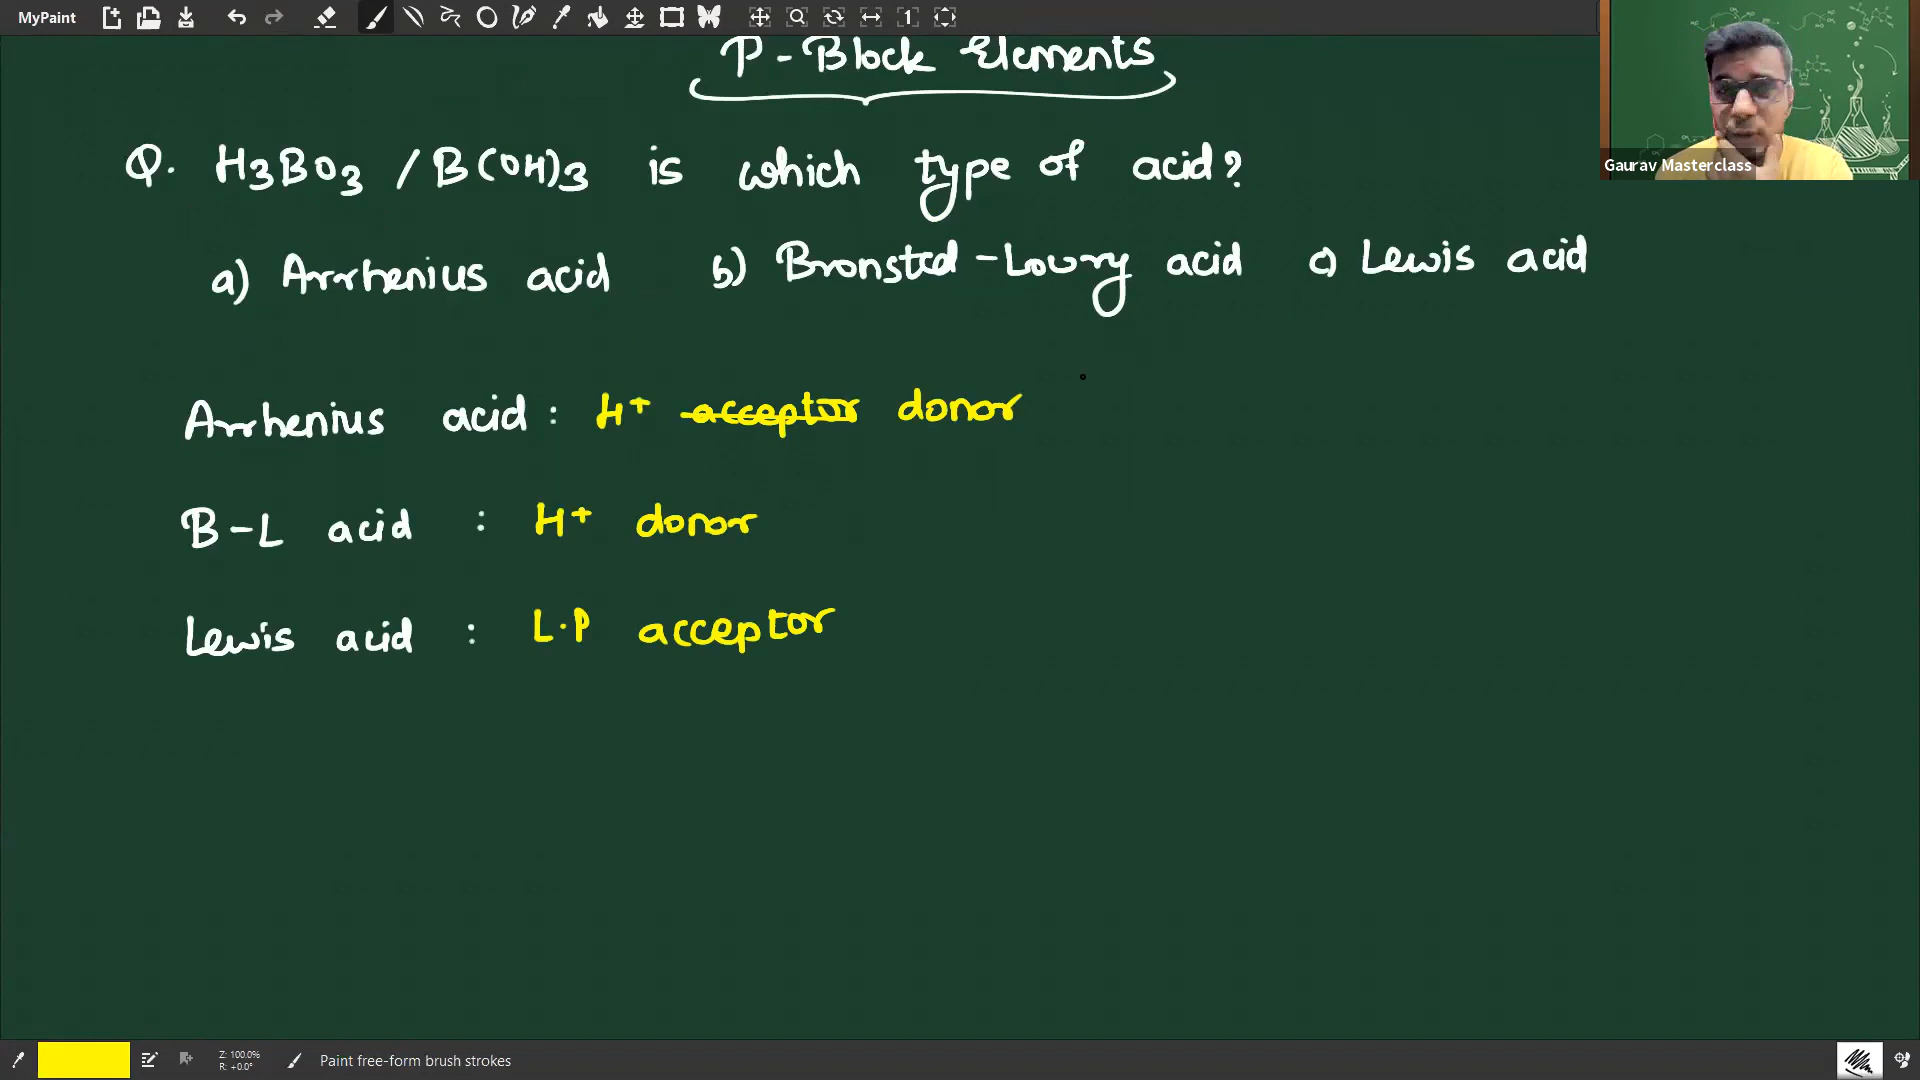 MyPaint
P-Block Elements
Q. H3BO3 / B(OH)3 is which type of acid?
a) Arrhenius acid b) Bronsted-Lowry acid c) Lewis acid
Arrhenius acid : H+ acceptor donor
B-L acid : H+ donor
Lewis acid : L.P acceptor
Gaurav Masterclass
Z: 100.0%
R: +0.0°
Paint free-form brush strokes